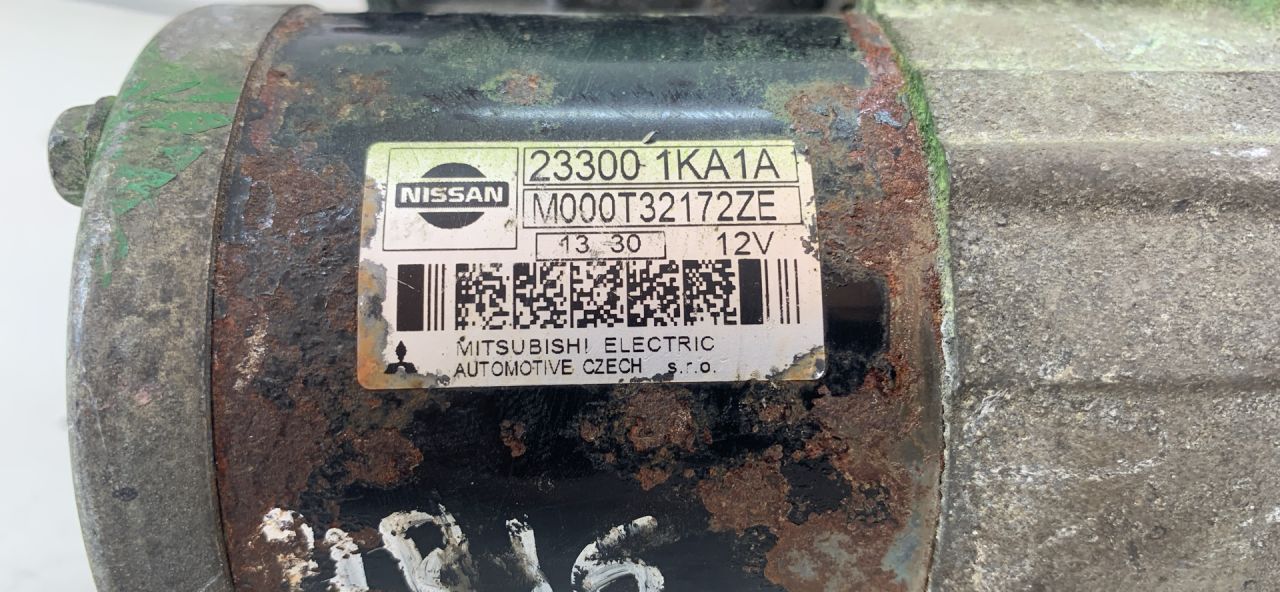 NISSAN
23300 1KA1A
M000T32172ZE
13 30 12V
MITSUBISHI ELECTRIC
AUTOMOTIVE CZECH s.r.o.